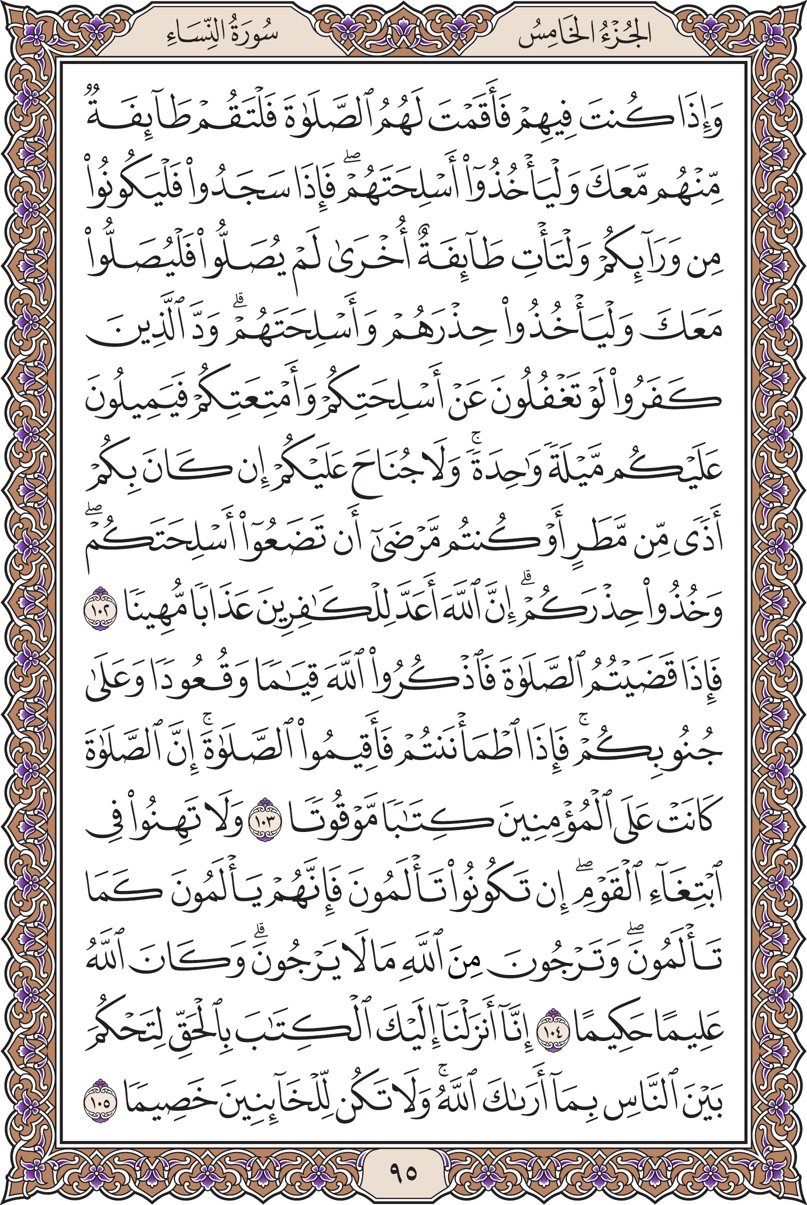 الجُزْءُ الخَامِسُ
سُورَةُ النِّسَاءِ
وَإِذَا كُنتَ فِيهِمْ فَأَقَمْتَ لَهُمُ ٱلصَّلَوٰةَ فَلْتَقُمْ طَآئِفَةٌ
مِّنْهُم مَّعَكَ وَلْيَأْخُذُوٓا۟ أَسْلِحَتَهُمْۖ فَإِذَا سَجَدُوا۟ فَلْيَكُونُوا۟
مِن وَرَآئِكُمْ وَلْتَأْتِ طَآئِفَةٌ أُخْرَىٰ لَمْ يُصَلُّوا۟ فَلْيُصَلُّوا۟
مَعَكَ وَلْيَأْخُذُوا۟ حِذْرَهُمْ وَأَسْلِحَتَهُمْۗ وَدَّ ٱلَّذِينَ
كَفَرُوا۟ لَوْ تَغْفُلُونَ عَنْ أَسْلِحَتِكُمْ وَأَمْتِعَتِكُمْ فَيَمِيلُونَ
عَلَيْكُم مَّيْلَةً وَٰحِدَةًۚ وَلَا جُنَاحَ عَلَيْكُمْ إِن كَانَ بِكُمْ
أَذًى مِّن مَّطَرٍ أَوْ كُنتُم مَّرْضَىٰٓ أَن تَضَعُوٓا۟ أَسْلِحَتَكُمْۖ
وَخُذُوا۟ حِذْرَكُمْۗ إِنَّ ٱللَّهَ أَعَدَّ لِلْكَٰفِرِينَ عَذَابًا مُّهِينًا ١٠٢
فَإِذَا قَضَيْتُمُ ٱلصَّلَوٰةَ فَٱذْكُرُوا۟ ٱللَّهَ قِيَٰمًا وَقُعُودًا وَعَلَىٰ
جُنُوبِكُمْۚ فَإِذَا ٱطْمَأْنَنتُمْ فَأَقِيمُوا۟ ٱلصَّلَوٰةَۚ إِنَّ ٱلصَّلَوٰةَ
كَانَتْ عَلَى ٱلْمُؤْمِنِينَ كِتَٰبًا مَّوْقُوتًا ١٠٣ وَلَا تَهِنُوا۟ فِى
ٱبْتِغَآءِ ٱلْقَوْمِۖ إِن تَكُونُوا۟ تَأْلَمُونَ فَإِنَّهُمْ يَأْلَمُونَ كَمَا
تَأْلَمُونَۖ وَتَرْجُونَ مِنَ ٱللَّهِ مَا لَا يَرْجُونَۗ وَكَانَ ٱللَّهُ
عَلِيمًا حَكِيمًا ١٠٤ إِنَّآ أَنزَلْنَآ إِلَيْكَ ٱلْكِتَٰبَ بِٱلْحَقِّ لِتَحْكُمَ
بَيْنَ ٱلنَّاسِ بِمَآ أَرَىٰكَ ٱللَّهُۚ وَلَا تَكُن لِّلْخَآئِنِينَ خَصِيمًا ١٠٥
٩٥